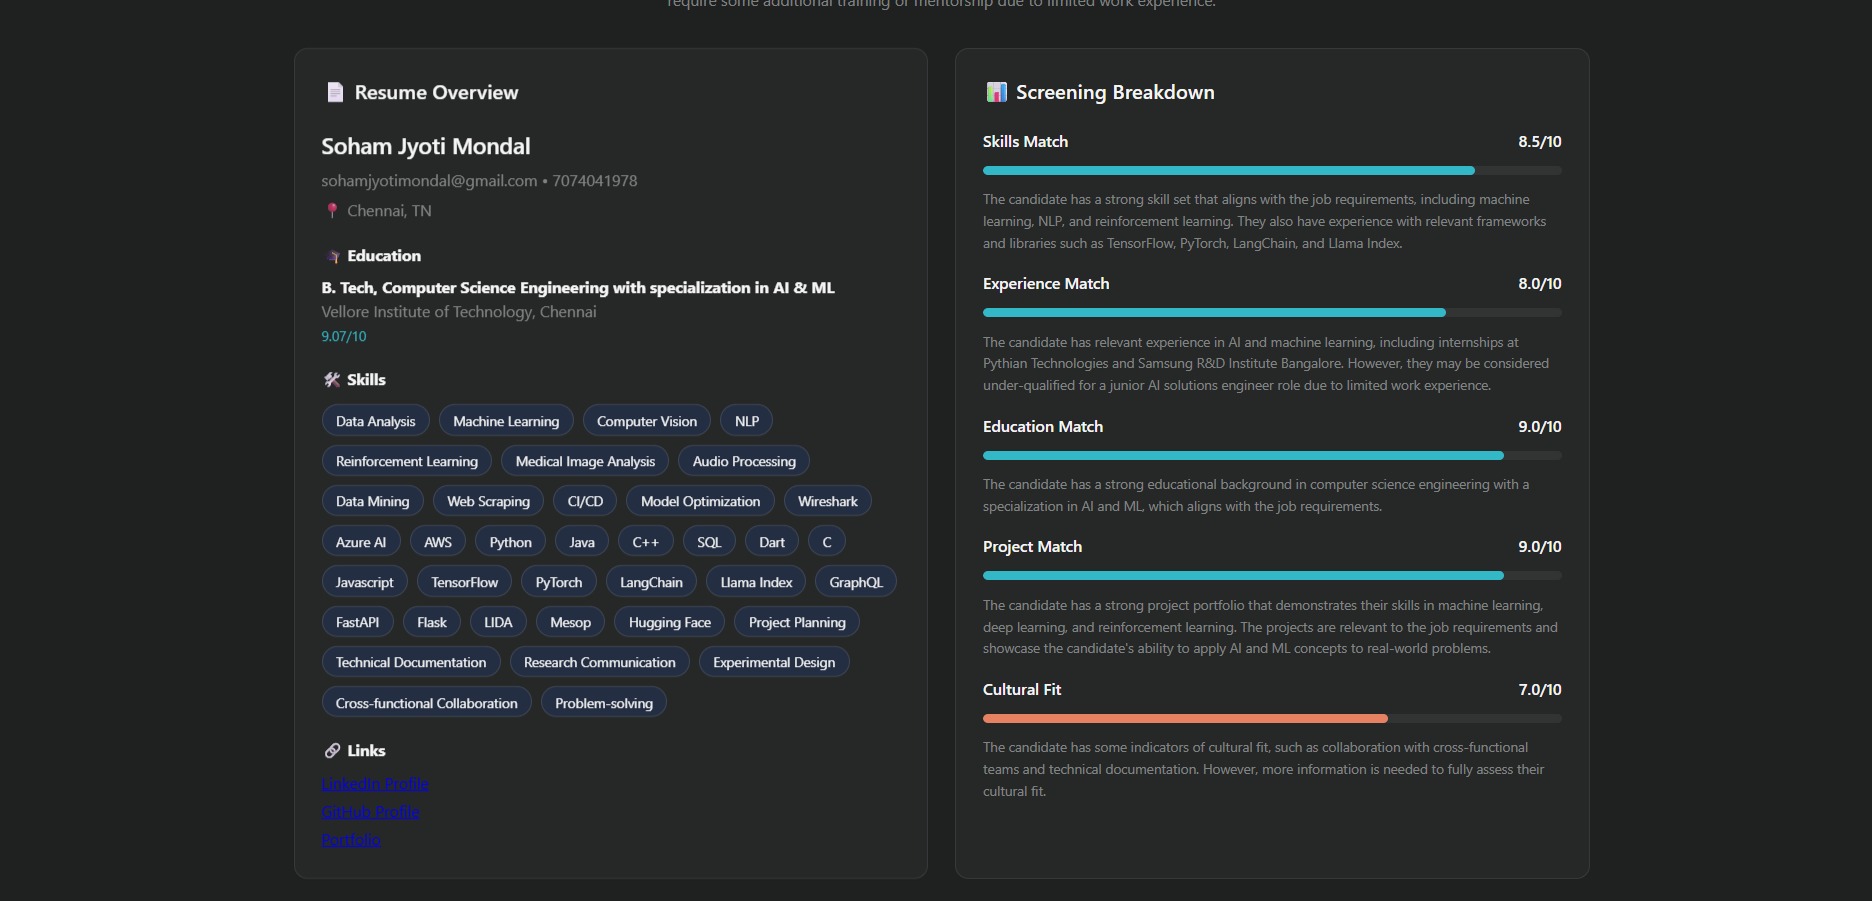 require some additional training or mentorship due to limited work experience.
Resume Overview
Soham Jyoti Mondal
sohamjyotimondal@gmail.com • 7074041978
Chennai, TN
Education
B. Tech, Computer Science Engineering with specialization in AI & ML
Vellore Institute of Technology, Chennai
9.07/10
Skills
Data Analysis Machine Learning Computer Vision NLP
Reinforcement Learning Medical Image Analysis Audio Processing
Data Mining Web Scraping CI/CD Model Optimization Wireshark
Azure AI AWS Python Java C++ SQL Dart C
Javascript TensorFlow PyTorch LangChain Llama Index GraphQL
FastAPI Flask LIDA Mesop Hugging Face Project Planning
Technical Documentation Research Communication Experimental Design
Cross-functional Collaboration Problem-solving
Links
LinkedIn Profile
GitHub Profile
Portfolio
Screening Breakdown
Skills Match 8.5/10
The candidate has a strong skill set that aligns with the job requirements, including machine
learning, NLP, and reinforcement learning. They also have experience with relevant frameworks
and libraries such as TensorFlow, PyTorch, LangChain, and Llama Index.
Experience Match 8.0/10
The candidate has relevant experience in AI and machine learning, including internships at
Pythian Technologies and Samsung R&D Institute Bangalore. However, they may be considered
under-qualified for a junior AI solutions engineer role due to limited work experience.
Education Match 9.0/10
The candidate has a strong educational background in computer science engineering with a
specialization in AI and ML, which aligns with the job requirements.
Project Match 9.0/10
The candidate has a strong project portfolio that demonstrates their skills in machine learning,
deep learning, and reinforcement learning. The projects are relevant to the job requirements and
showcase the candidate's ability to apply AI and ML concepts to real-world problems.
Cultural Fit 7.0/10
The candidate has some indicators of cultural fit, such as collaboration with cross-functional
teams and technical documentation. However, more information is needed to fully assess their
cultural fit.